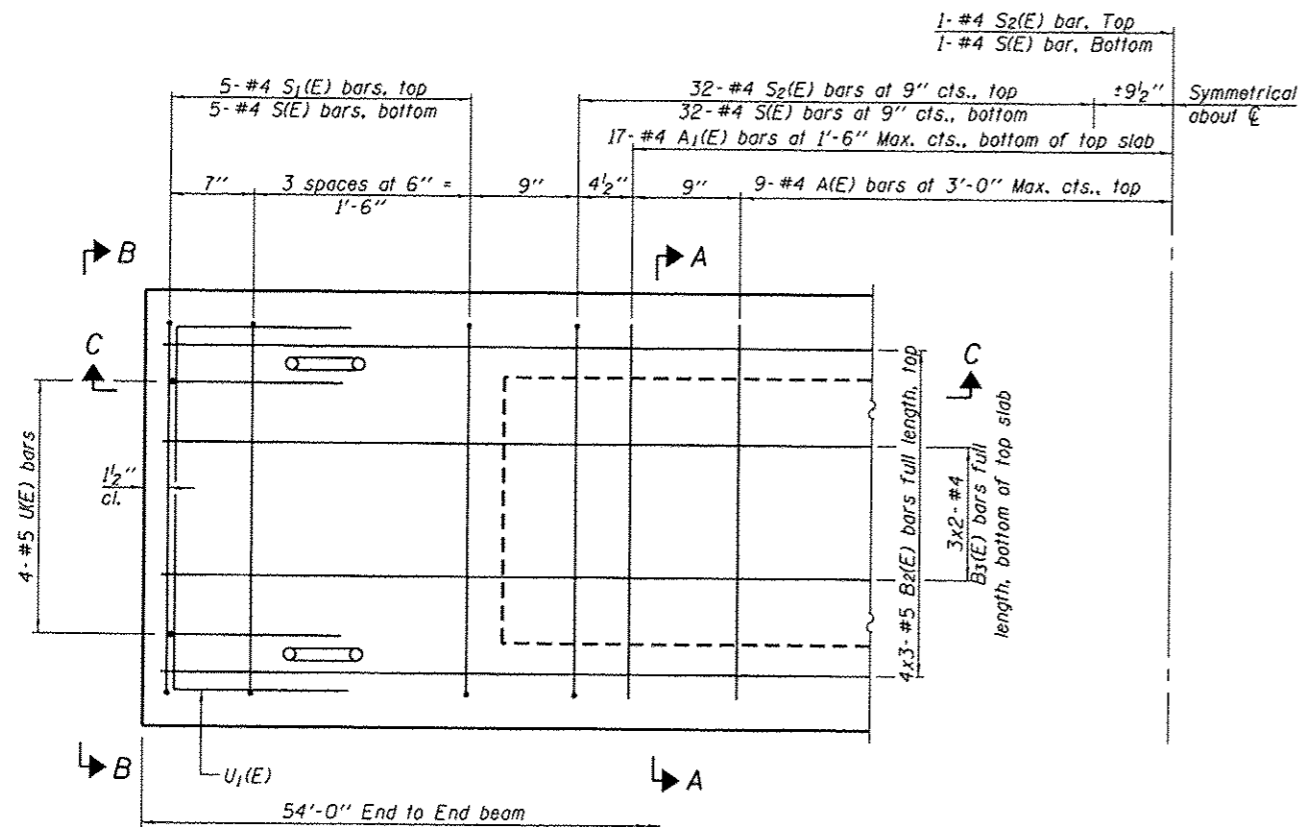 1- #4 S2(E) bar, Top
1- #4 S(E) bar, Bottom
5- #4 S1(E) bars, top
5- #4 S(E) bars, bottom
32- #4 S2(E) bars at 9" cts., top
32- #4 S(E) bars at 9" cts., bottom
±9½"
Symmetrical
about ℄
17- #4 A1(E) bars at 1'-6" Max. cts., bottom of top slab
7"
3 spaces at 6" =
1'-6"
9"
4½"
9"
9- #4 A(E) bars at 3'-0" Max. cts., top
B
A
C
C
4- #5 U(E) bars
1½"
cl.
4x3- #5 B2(E) bars full length, top
3x2- #4
B3(E) bars full
length, bottom of top slab
B
U1(E)
A
54'-0" End to End beam